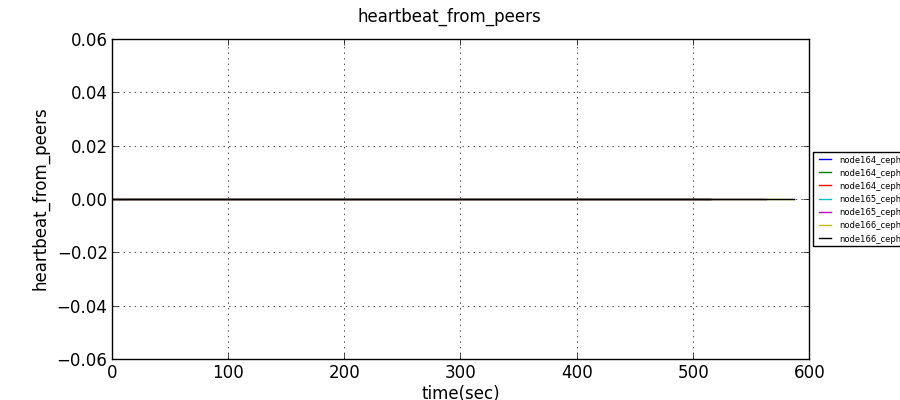 heartbeat_from_peers
0.06
0.04
0.02
0.00
−0.02
−0.04
−0.06
heartbeat_from_peers
0 100 200 300 400 500 600
time(sec)
node164_ceph
node164_ceph
node164_ceph
node165_ceph
node165_ceph
node166_ceph
node166_ceph